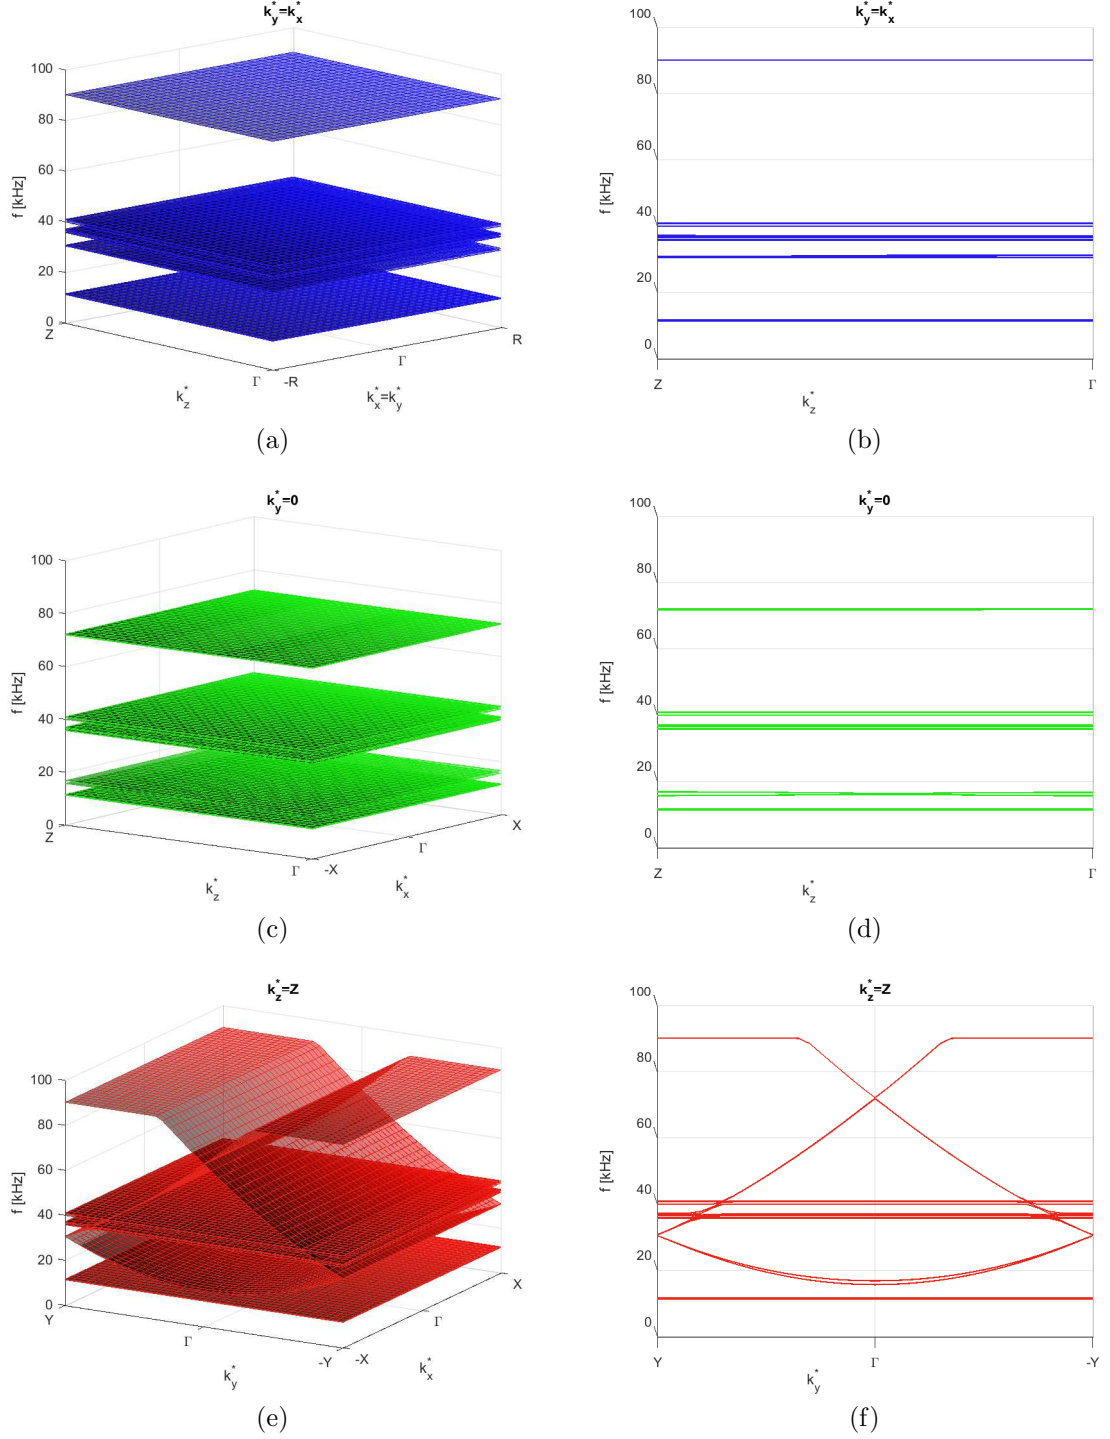 k*y=k*x
100
80
60
40
20
0
f [kHz]
Z
Γ
-R
Γ
R
k*z
k*x=k*y
(a)
k*y=k*x
100
80
60
40
20
0
f [kHz]
Z
Γ
k*z
(b)
k*y=0
100
80
60
40
20
0
f [kHz]
Z
Γ
-X
Γ
X
k*z
k*x
(c)
k*y=0
100
80
60
40
20
0
f [kHz]
Z
Γ
k*z
(d)
k*z=Z
100
80
60
40
20
0
f [kHz]
Y
Γ
-Y
-X
Γ
X
k*y
k*x
(e)
k*z=Z
100
80
60
40
20
0
f [kHz]
Y
Γ
-Y
k*y
(f)